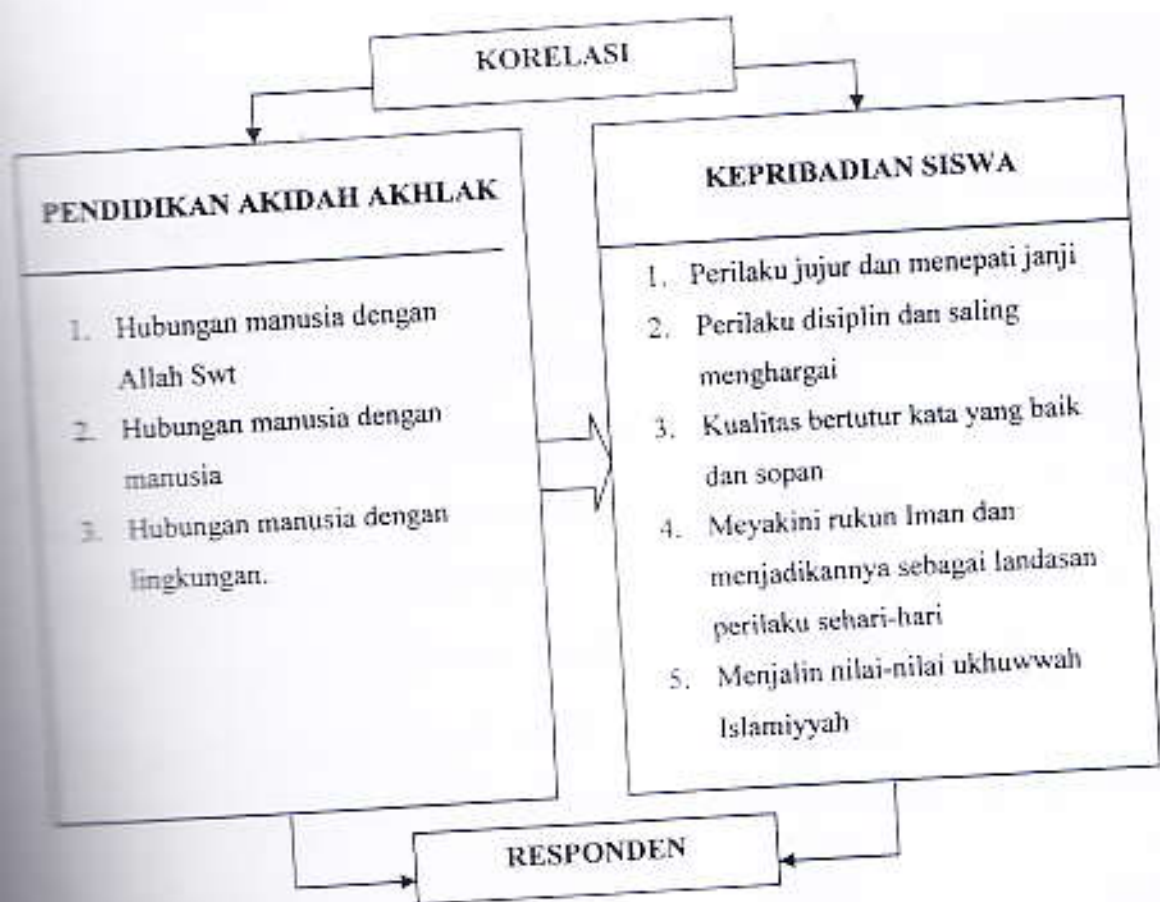 KORELASI
PENDIDIKAN AKIDAH AKHLAK
1. Hubungan manusia dengan
Allah Swt
2. Hubungan manusia dengan
manusia
3. Hubungan manusia dengan
lingkungan.
KEPRIBADIAN SISWA
1. Perilaku jujur dan menepati janji
2. Perilaku disiplin dan saling
menghargai
3. Kualitas bertutur kata yang baik
dan sopan
4. Meyakini rukun Iman dan
menjadikannya sebagai landasan
perilaku sehari-hari
5. Menjalin nilai-nilai ukhuwwah
Islamiyyah
RESPONDEN